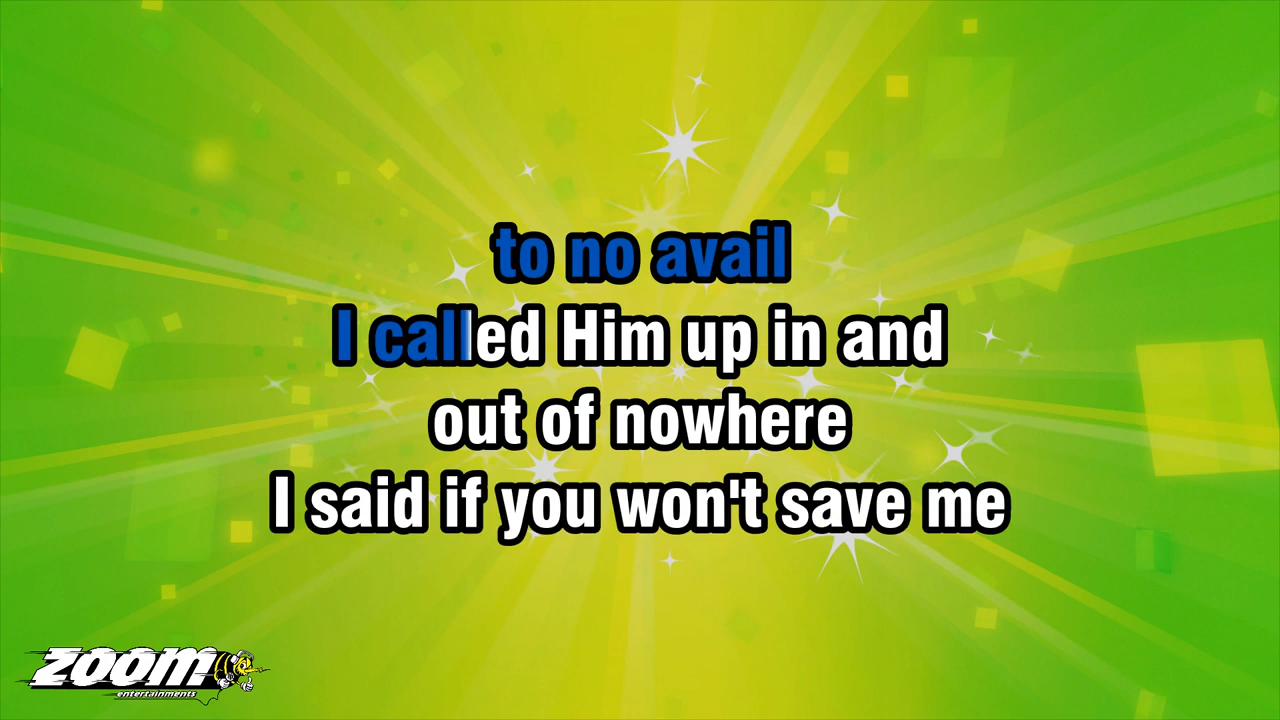 to no avail
I called Him up in and
out of nowhere
I said if you won't save me
ZOOM
entertainments